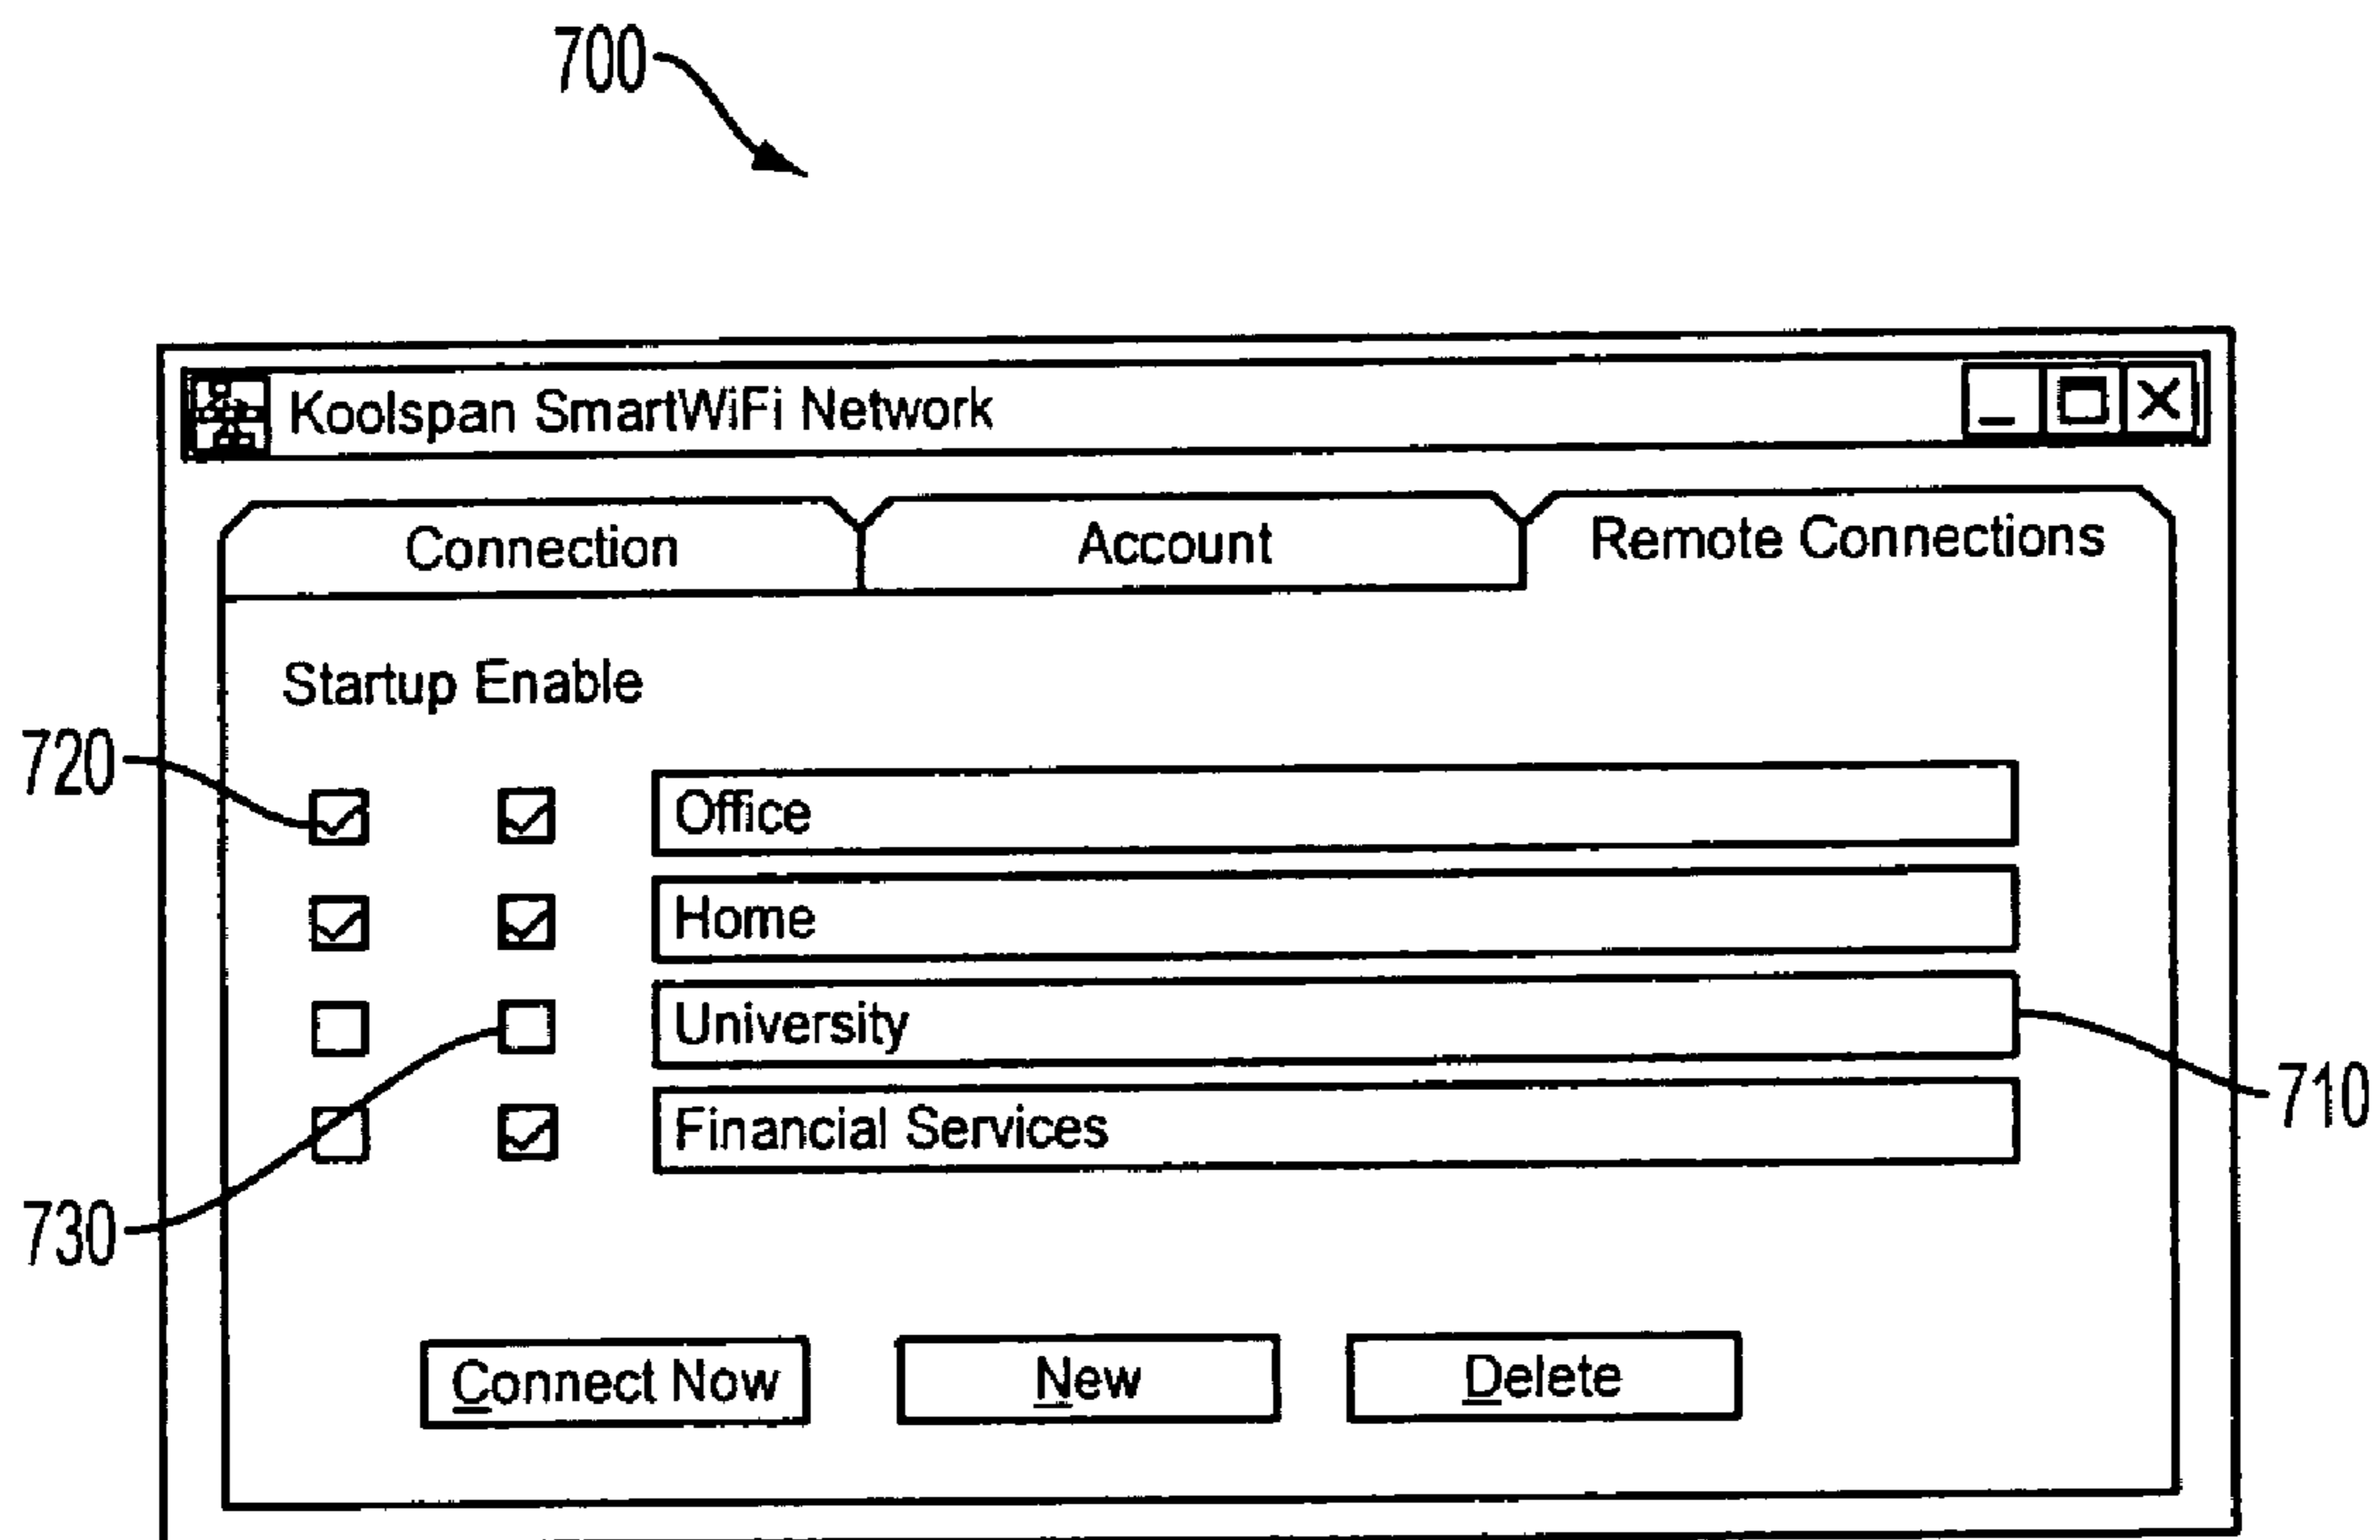 700
Koolspan SmartWiFi Network
Connection Account Remote Connections
Startup Enable
720
Office
Home
University
710
Financial Services
730
Connect Now New Delete